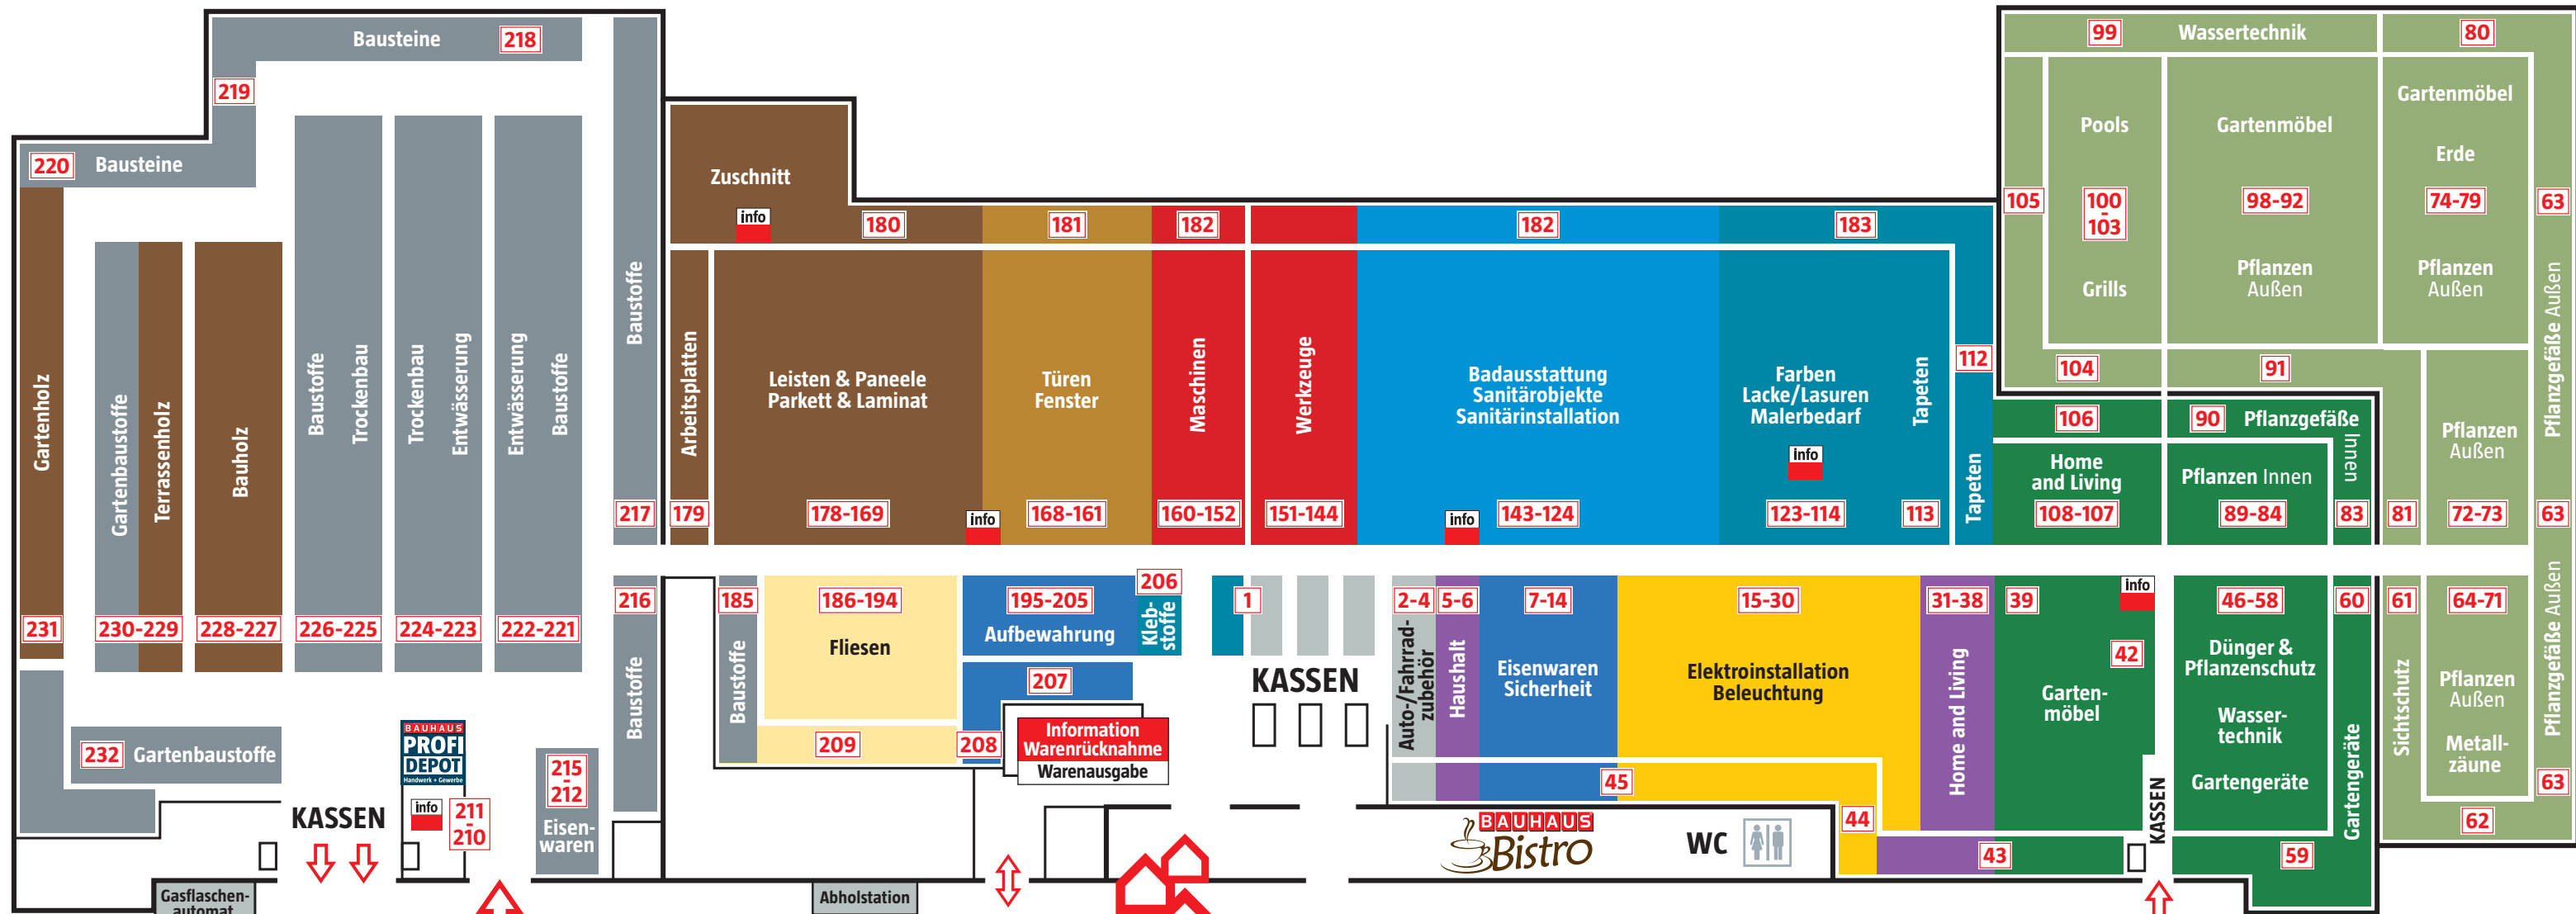 Bausteine
218
219
220
Bausteine
Baustoffe
217
Gartenholz
231
Gartenbaustoffe
Terrassenholz
230-229
Bauholz
228-227
Baustoffe
Trockenbau
226-225
Trockenbau
Entwässerung
224-223
Entwässerung
Baustoffe
222-221
216
Baustoffe
232
Gartenbaustoffe
KASSEN
BAUHAUS
PROFI
DEPOT
Handwerk + Gewerbe
info
211
-
210
215
-
212
Eisen-
waren
Gasflaschen-
automat
Zuschnitt
info
180
181
182
182
183
Arbeitsplatten
179
Leisten & Paneele
Parkett & Laminat
178-169
info
Türen
Fenster
168-161
Maschinen
160-152
Werkzeuge
151-144
Badausstattung
Sanitärobjekte
Sanitärinstallation
info
143-124
Farben
Lacke/Lasuren
Malerbedarf
info
123-114
Tapeten
113
112
Tapeten
185
Baustoffe
186-194
Fliesen
209
195-205
Aufbewahrung
206
Kleb-
stoffe
207
208
Information
Warenrücknahme
Warenausgabe
Abholstation
1
KASSEN
2-4
Auto-/Fahrrad-
zubehör
5-6
Haushalt
7-14
Eisenwaren
Sicherheit
15-30
Elektroinstallation
Beleuchtung
31-38
Home and Living
39
info
42
Garten-
möbel
45
44
43
BAUHAUS
Bistro
WC
KASSEN
46-58
Dünger &
Pflanzenschutz
Wasser-
technik
Gartengeräte
60
Gartengeräte
59
61
Sichtschutz
64-71
Pflanzen
Außen
Metall-
zäune
62
63
Pflanzgefäße Außen
99
Wassertechnik
80
105
Pools
100
-
103
Grills
Gartenmöbel
98-92
Pflanzen
Außen
Gartenmöbel
Erde
74-79
Pflanzen
Außen
63
Pflanzgefäße Außen
104
91
106
90
Pflanzgefäße
Innen
Home
and Living
108-107
Pflanzen Innen
89-84
83
81
Pflanzen
Außen
72-73
63